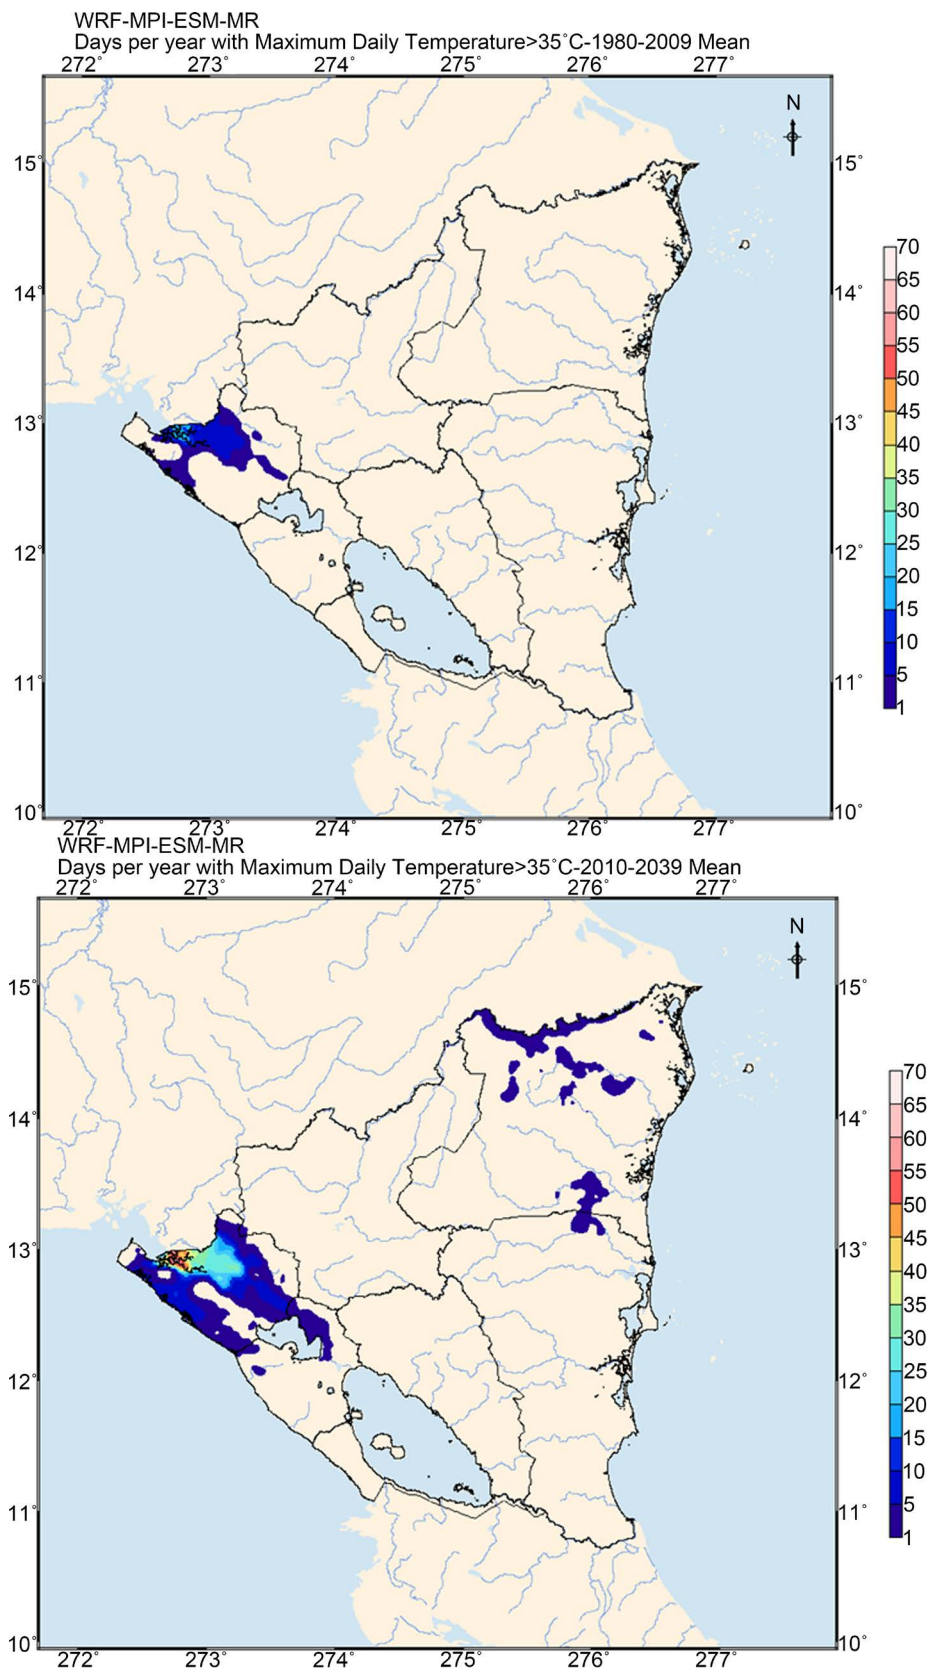 WRF-MPI-ESM-MR
Days per year with Maximum Daily Temperature>35°C-1980-2009 Mean
272° 273° 274° 275° 276° 277°
N
15° 15°
70
65
14° 60 14°
55
50
45
13° 40 13°
35
30
25
12° 20 12°
15
10
11° 5 11°
1
10° 10°
272° 273° 274° 275° 276° 277°
WRF-MPI-ESM-MR
Days per year with Maximum Daily Temperature>35°C-2010-2039 Mean
272° 273° 274° 275° 276° 277°
N
15° 15°
70
65
14° 14°
60
55
50
13° 45 13°
40
35
30
25
12° 20 12°
15
10
11° 5 11°
1
10° 10°
272° 273° 274° 275° 276° 277°